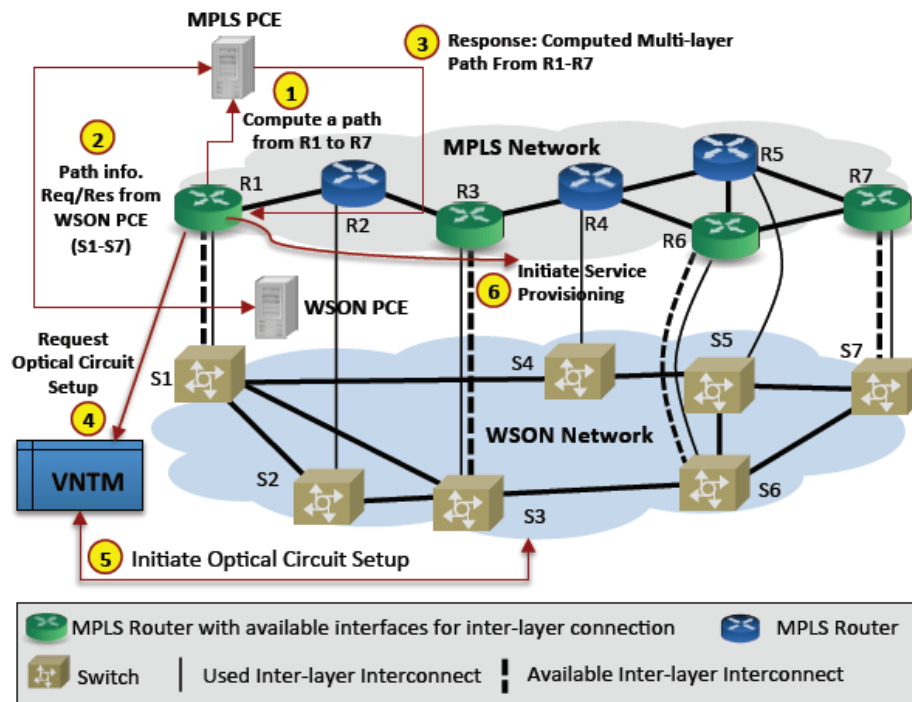 MPLS PCE
3
Response: Computed Multi-layer
Path From R1-R7
1
Compute a path
from R1 to R7
2
Path info.
Req/Res from
WSON PCE
(S1-S7)
MPLS Network
R1
R2
R3
R4
R5
R6
R7
6
Initiate Service
Provisioning
WSON PCE
Request
Optical Circuit
Setup
4
S1
S4
S5
S7
WSON Network
S2
S3
S6
VNTM
5
Initiate Optical Circuit Setup
MPLS Router with available interfaces for inter-layer connection
MPLS Router
Switch
Used Inter-layer Interconnect
Available Inter-layer Interconnect